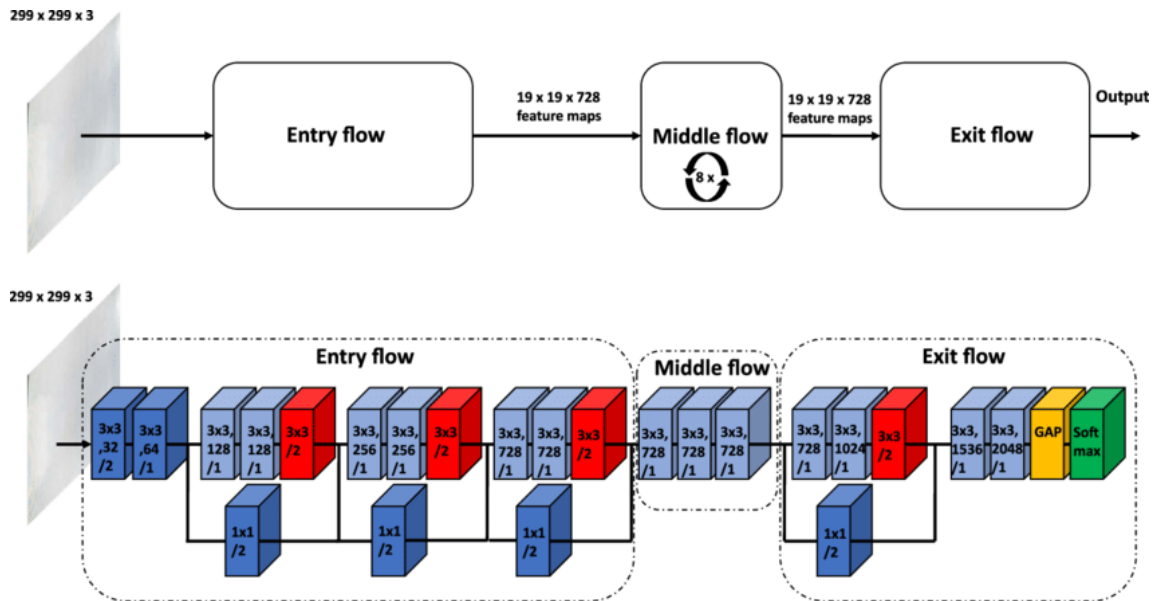 299 x 299 x 3
Entry flow
19 x 19 x 728
feature maps
Middle flow
8 x
19 x 19 x 728
feature maps
Exit flow
Output
299 x 299 x 3
Entry flow
3x3
,32
/2
3x3
,64
/1
3x3,
128
/1
3x3,
128
/1
3x3
/2
3x3,
256
/1
3x3,
256
/1
3x3
/2
3x3,
728
/1
3x3,
728
/1
3x3
/2
1x1
/2
1x1
/2
1x1
/2
Middle flow
3x3,
728
/1
3x3,
728
/1
3x3,
728
/1
Exit flow
3x3,
728
/1
3x3,
1024
/1
3x3
/2
3x3,
1536
/1
3x3,
2048
/1
GAP
Soft
max
1x1
/2